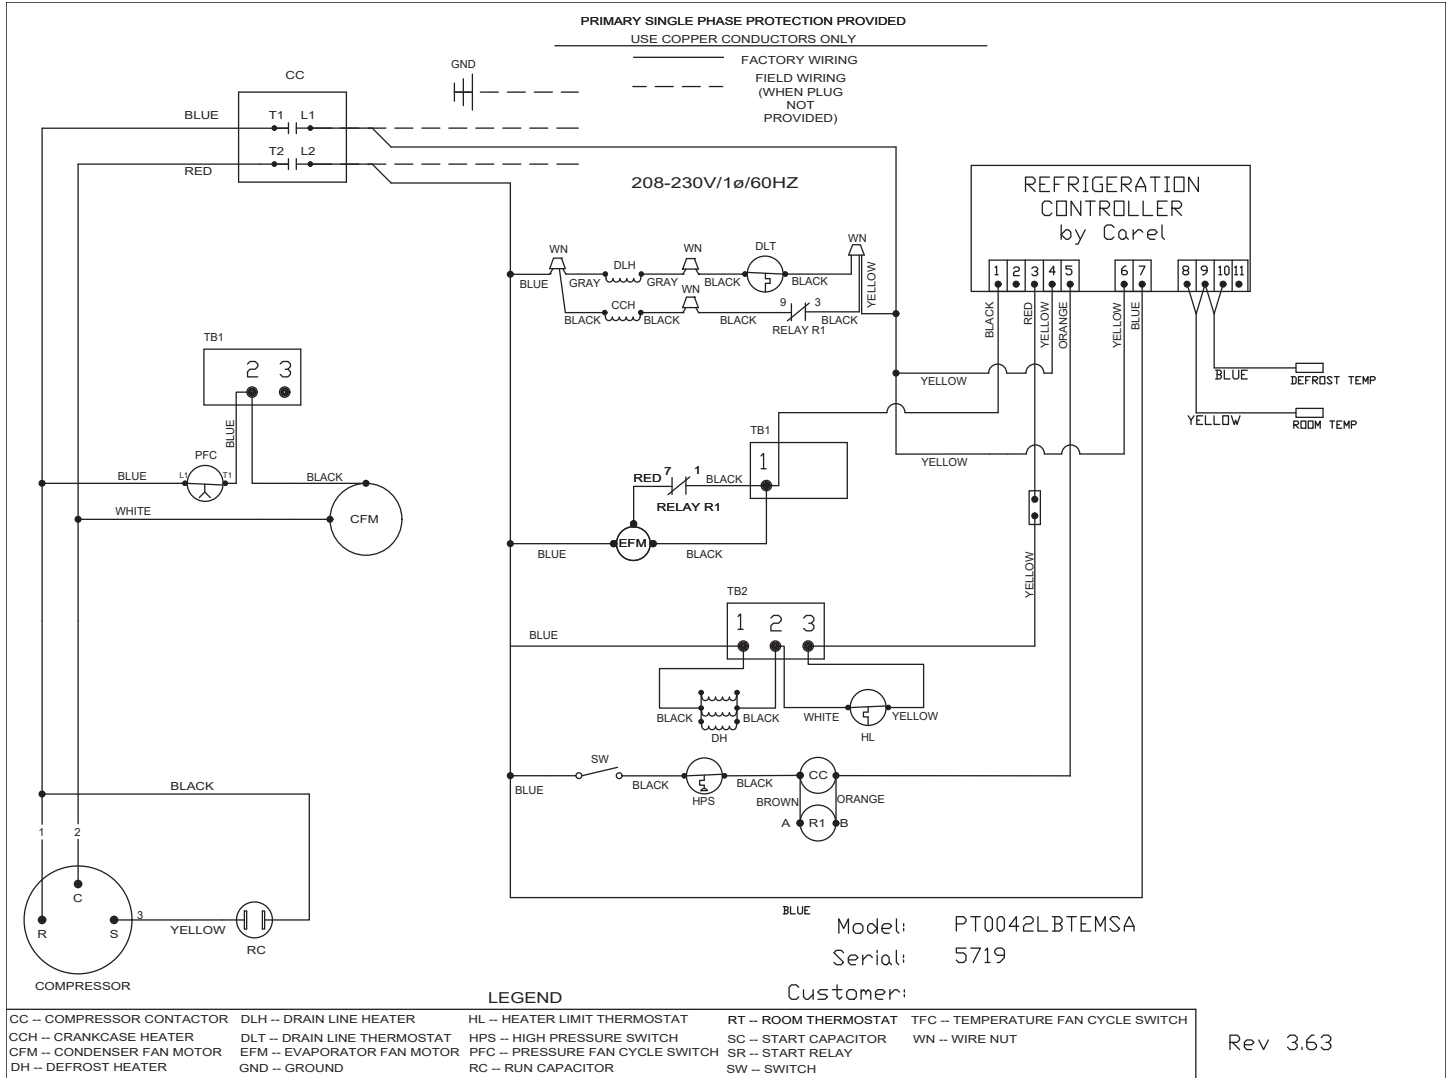 PRIMARY SINGLE PHASE PROTECTION PROVIDED
USE COPPER CONDUCTORS ONLY
FACTORY WIRING
FIELD WIRING
(WHEN PLUG
NOT
PROVIDED)
GND
CC
BLUE
T1 L1
T2 L2
RED
208-230V/1ø/60HZ
REFRIGERATION
CONTROLLER
by Carel
1 2 3 4 5 6 7 8 9 10 11
WN
DLH
WN
DLT
WN
BLUE
GRAY
GRAY
BLACK
BLACK
YELLOW
CCH
WN
BLACK
BLACK
BLACK
9 3
BLACK
RELAY R1
BLACK
RED
YELLOW
ORANGE
YELLOW
BLUE
TB1
2 3
BLUE
DEFROST TEMP
YELLOW
YELLOW
ROOM TEMP
BLUE
PFC
BLUE
L1
T1
BLACK
WHITE
CFM
TB1
1
YELLOW
RED 7 1 BLACK
RELAY R1
BLUE
EFM
BLACK
YELLOW
TB2
1 2 3
BLUE
BLACK
BLACK
DH
WHITE
YELLOW
HL
SW
BLUE
BLACK
HPS
BLACK
CC
BROWN
ORANGE
A R1 B
BLACK
1 2
C
R
S
3
YELLOW
RC
COMPRESSOR
BLUE
Model: PT0042LBTEMSA
Serial: 5719
Customer:
LEGEND
CC -- COMPRESSOR CONTACTOR DLH -- DRAIN LINE HEATER HL -- HEATER LIMIT THERMOSTAT RT -- ROOM THERMOSTAT TFC -- TEMPERATURE FAN CYCLE SWITCH
CCH -- CRANKCASE HEATER DLT -- DRAIN LINE THERMOSTAT HPS -- HIGH PRESSURE SWITCH SC -- START CAPACITOR WN -- WIRE NUT
CFM -- CONDENSER FAN MOTOR EFM -- EVAPORATOR FAN MOTOR PFC -- PRESSURE FAN CYCLE SWITCH SR -- START RELAY
DH -- DEFROST HEATER GND -- GROUND RC -- RUN CAPACITOR SW -- SWITCH
Rev 3.63